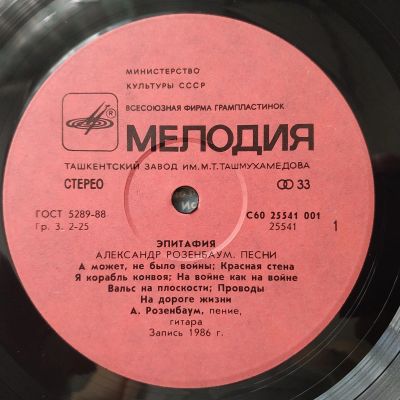 МИНИСТЕРСТВО
КУЛЬТУРЫ СССР
ВСЕСОЮЗНАЯ ФИРМА ГРАМПЛАСТИНОК
МЕЛОДИЯ
ТАШКЕНТСКИЙ ЗАВОД ИМ. М.Т. ТАШМУХАМЕДОВА
СТЕРЕО 33
ГОСТ 5289-88 С60 25541 001
Гр. 3. 2-25 25541 1
ЭПИТАФИЯ
АЛЕКСАНДР РОЗЕНБАУМ. ПЕСНИ
А может, не было войны; Красная стена
Я корабль конвоя; На войне как на войне
Вальс на плоскости; Проводы
На дороге жизни
А. Розенбаум, пение,
гитара
Запись 1986 г.